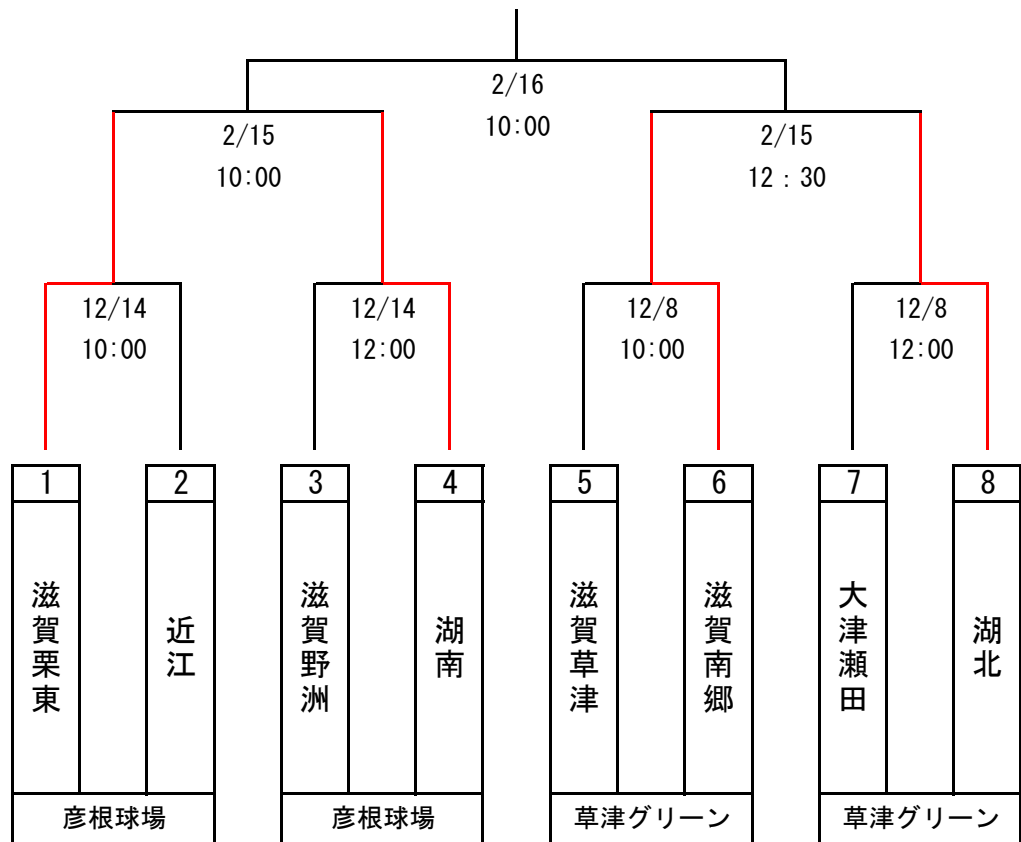 2/16
10:00
2/15
10:00
2/15
12：30
12/14
10:00
12/14
12:00
12/8
10:00
12/8
12:00
1
2
3
4
5
6
7
8
滋賀栗東
近江
滋賀野洲
湖南
滋賀草津
滋賀南郷
大津瀬田
湖北
彦根球場
彦根球場
草津グリーン
草津グリーン